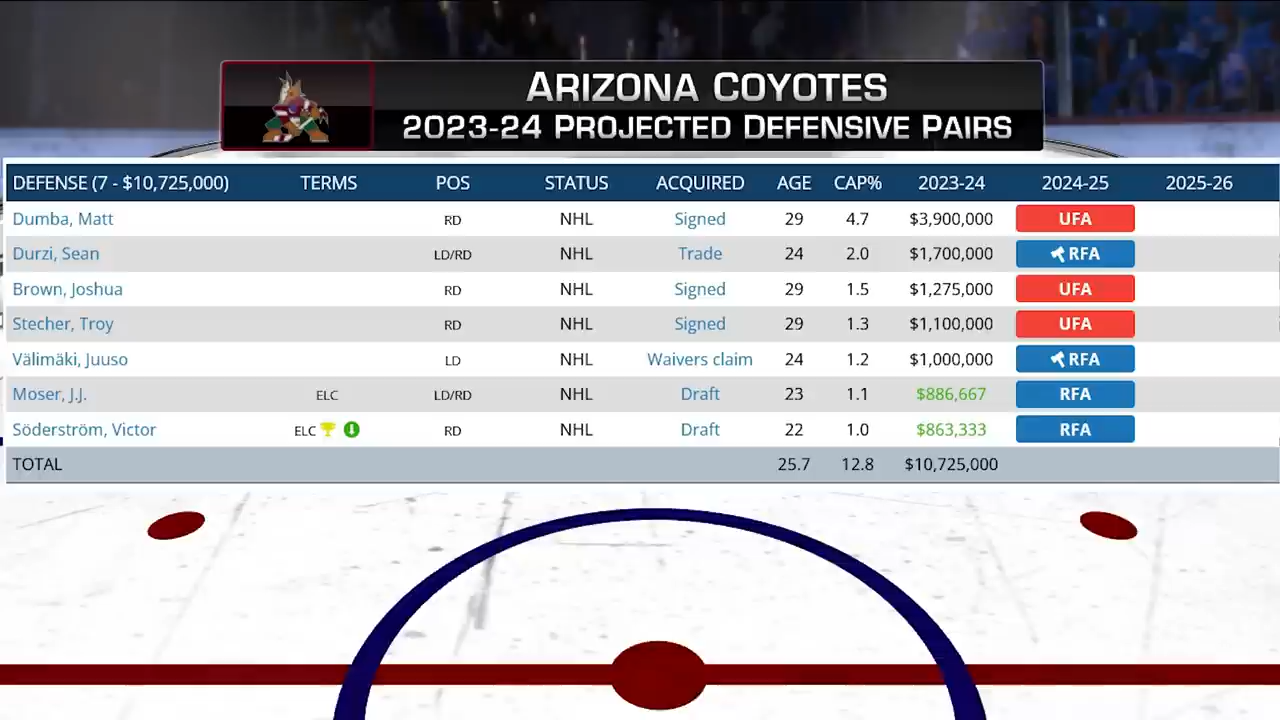 ARIZONA COYOTES
2023-24 PROJECTED DEFENSIVE PAIRS
DEFENSE (7 - $10,725,000) TERMS POS STATUS ACQUIRED AGE CAP% 2023-24 2024-25 2025-26
Dumba, Matt RD NHL Signed 29 4.7 $3,900,000 UFA
Durzi, Sean LD/RD NHL Trade 24 2.0 $1,700,000 RFA
Brown, Joshua RD NHL Signed 29 1.5 $1,275,000 UFA
Stecher, Troy RD NHL Signed 29 1.3 $1,100,000 UFA
Välimäki, Juuso LD NHL Waivers claim 24 1.2 $1,000,000 RFA
Moser, J.J. ELC LD/RD NHL Draft 23 1.1 $886,667 RFA
Söderström, Victor ELC RD NHL Draft 22 1.0 $863,333 RFA
TOTAL 25.7 12.8 $10,725,000